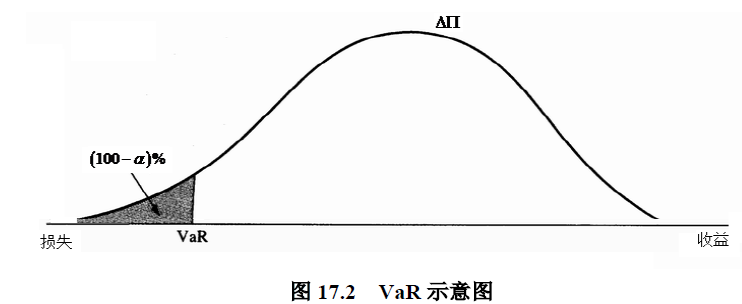 ΔΠ
(100-α)%
损失
VaR
收益
图 17.2 VaR 示意图